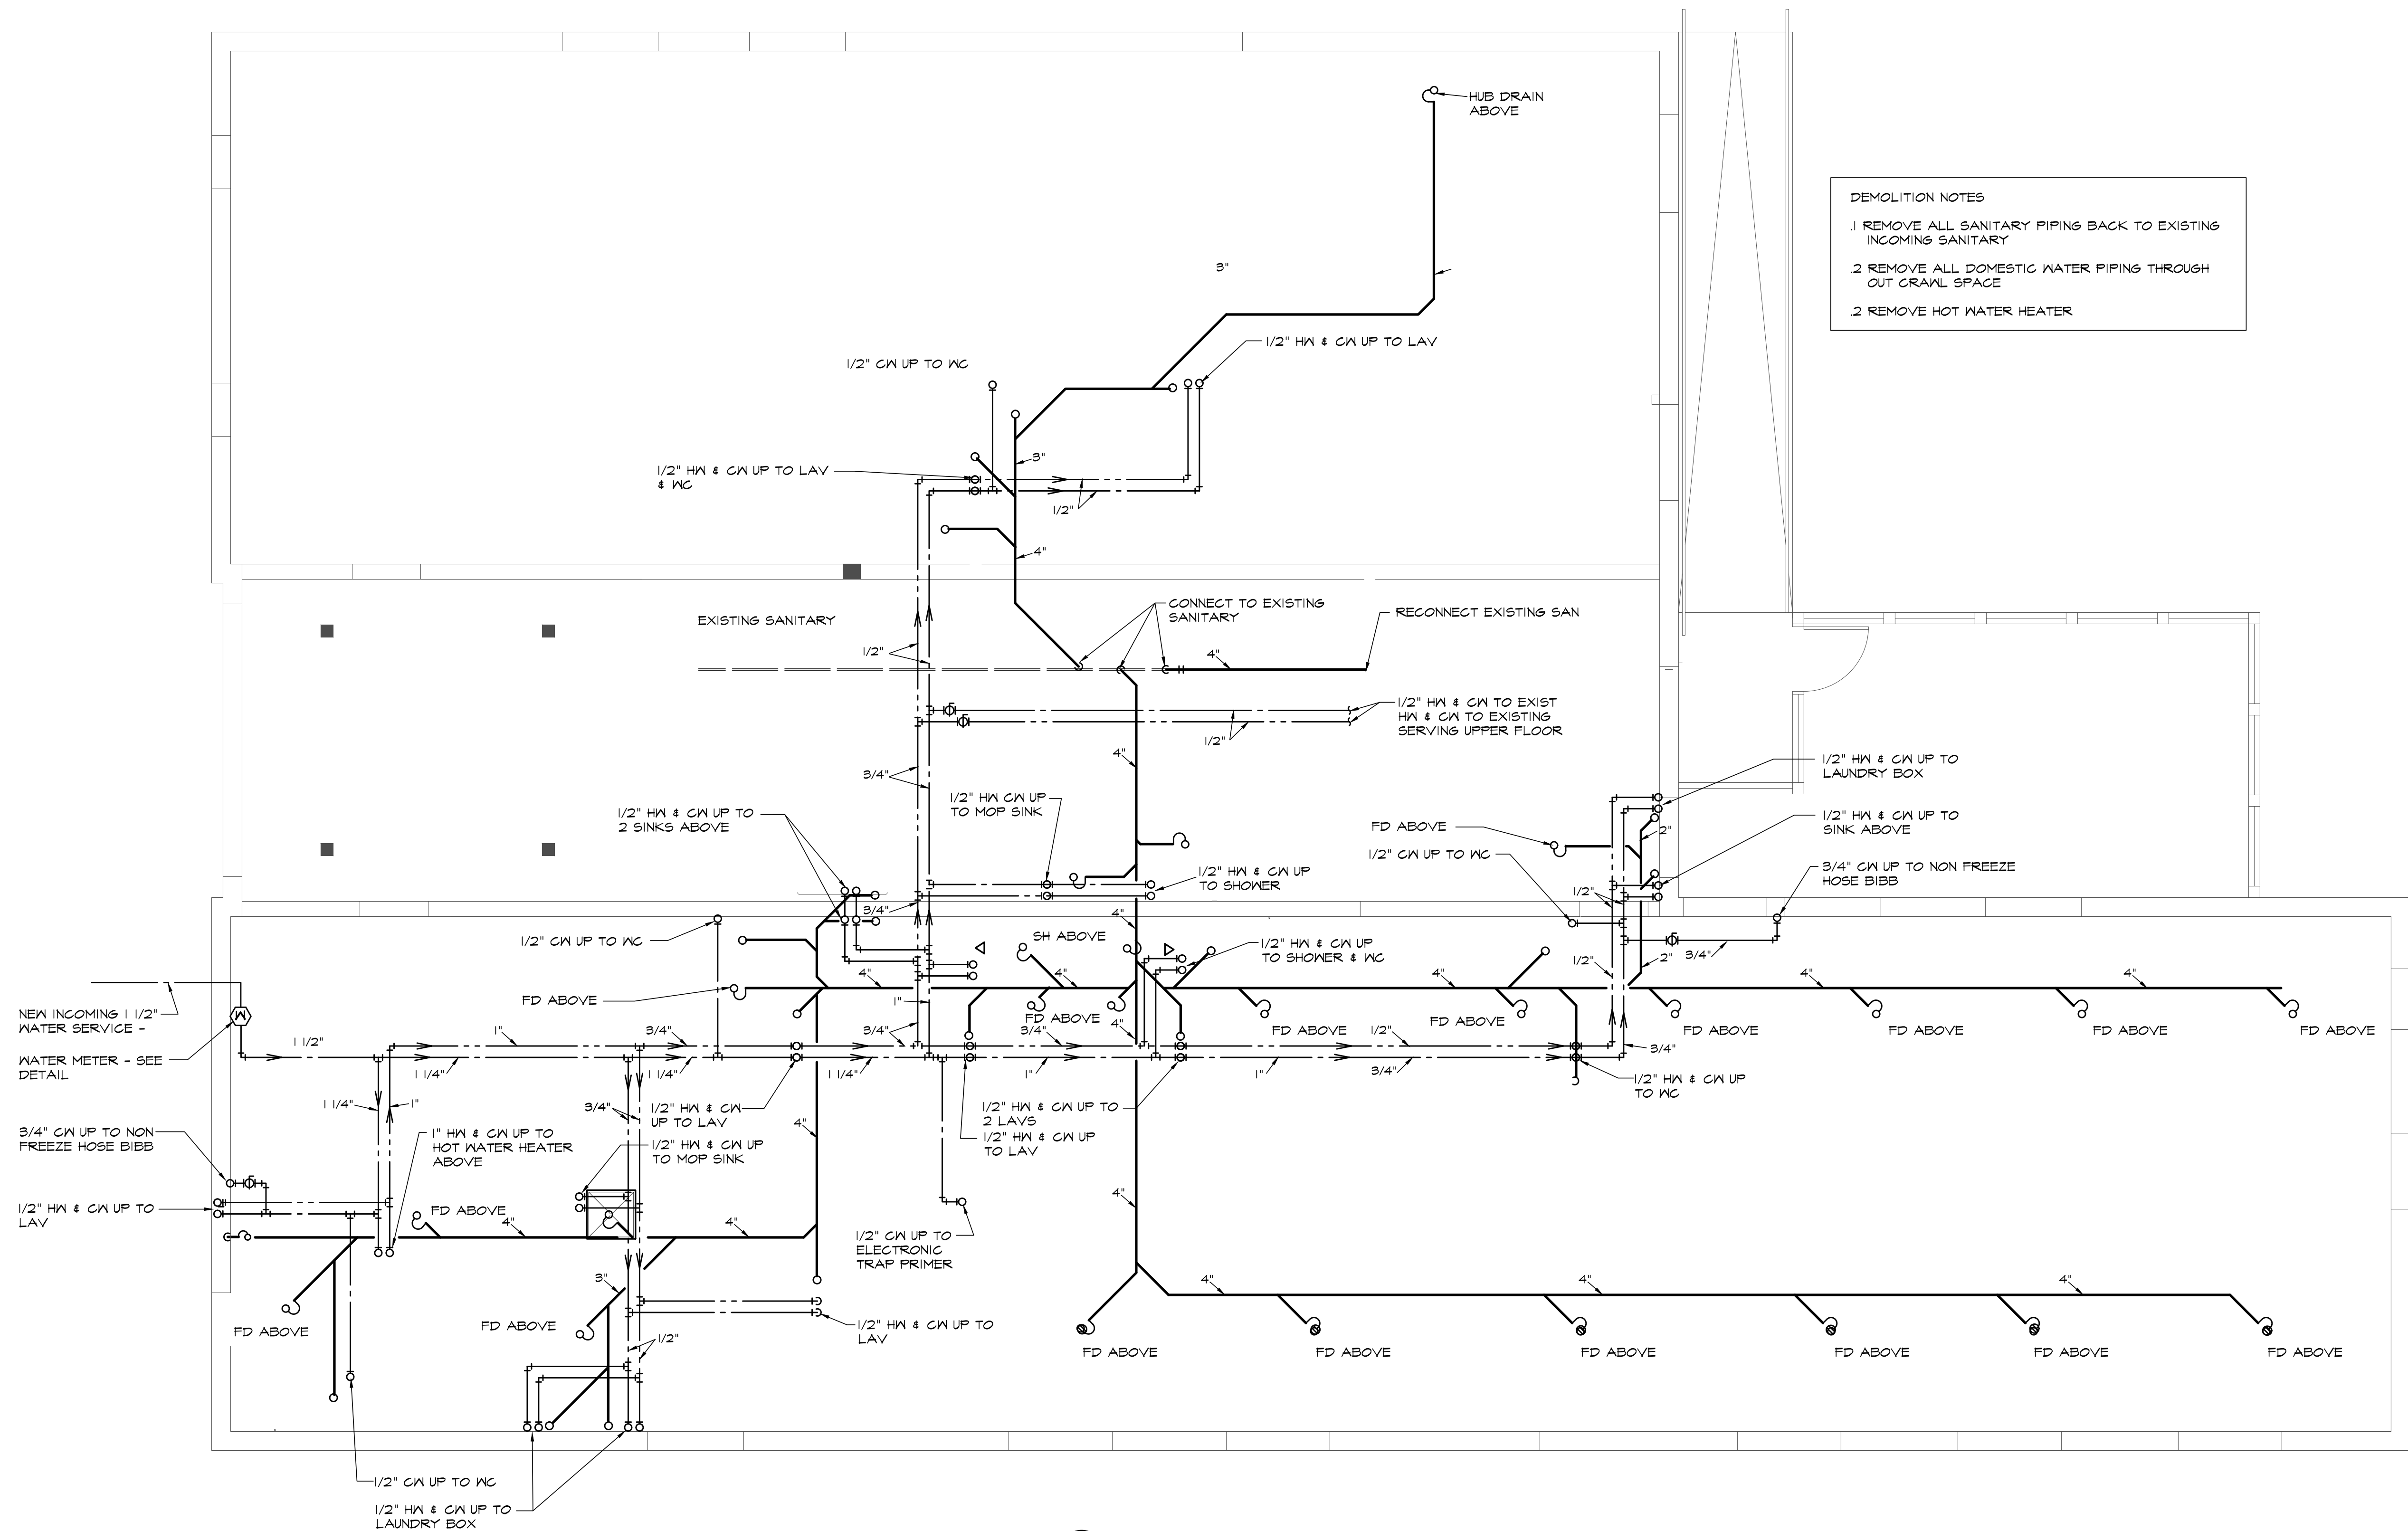 HUB DRAIN
ABOVE
DEMOLITION NOTES
.1 REMOVE ALL SANITARY PIPING BACK TO EXISTING
INCOMING SANITARY
.2 REMOVE ALL DOMESTIC WATER PIPING THROUGH
OUT CRAWL SPACE
.2 REMOVE HOT WATER HEATER
3"
1/2" HW & CW UP TO LAV
1/2" CW UP TO WC
3"
1/2" HW & CW UP TO LAV
& WC
1/2"
4"
CONNECT TO EXISTING
SANITARY
RECONNECT EXISTING SAN
EXISTING SANITARY
1/2"
4"
1/2" HW & CW TO EXIST
HW & CW TO EXISTING
SERVING UPPER FLOOR
1/2"
4"
3/4"
1/2" HW & CW UP TO
LAUNDRY BOX
1/2" HW CW UP
TO MOP SINK
1/2" HW & CW UP TO
2 SINKS ABOVE
FD ABOVE
2"
1/2" HW & CW UP TO
SINK ABOVE
1/2" CW UP TO WC
3/4" CW UP TO NON FREEZE
HOSE BIBB
1/2" HW & CW UP
TO SHOWER
1/2"
3/4"
4"
1/2" CW UP TO WC
SH ABOVE
1/2" HW & CW UP
TO SHOWER & WC
3/4"
2"
1/2"
4"
4"
4"
4"
4"
FD ABOVE
1"
NEW INCOMING 1 1/2"
WATER SERVICE -
WATER METER - SEE
DETAIL
W
1 1/2"
1"
3/4"
3/4"
FD ABOVE
3/4"
4"
FD ABOVE
1/2"
FD ABOVE
FD ABOVE
FD ABOVE
FD ABOVE
FD ABOVE
3/4"
1 1/4"
1 1/4"
1 1/4"
1"
1"
3/4"
1/2" HW & CW UP
TO WC
1 1/4"
1"
3/4"
1/2" HW & CW
UP TO LAV
4"
1/2" HW & CW UP TO
2 LAVS
1/2" HW & CW UP
TO LAV
3/4" CW UP TO NON
FREEZE HOSE BIBB
1" HW & CW UP TO
HOT WATER HEATER
ABOVE
1/2" HW & CW UP
TO MOP SINK
1/2" HW & CW UP TO
LAV
FD ABOVE
4"
4"
4"
1/2" CW UP TO
ELECTRONIC
TRAP PRIMER
3"
4"
4"
4"
FD ABOVE
FD ABOVE
1/2"
1/2" HW & CW UP TO
LAV
FD ABOVE
FD ABOVE
FD ABOVE
FD ABOVE
FD ABOVE
FD ABOVE
1/2" CW UP TO WC
1/2" HW & CW UP TO
LAUNDRY BOX